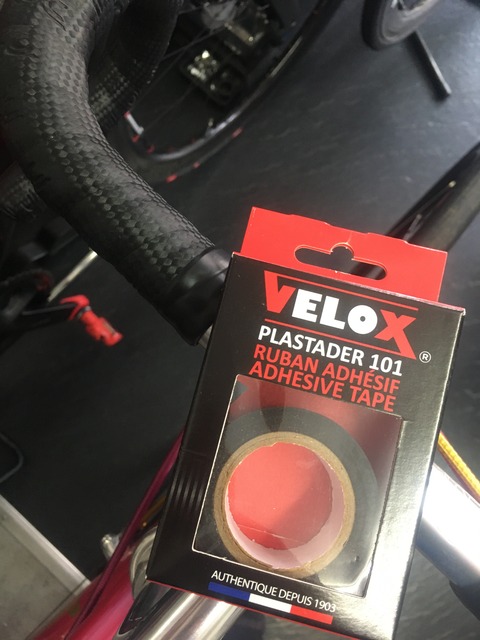 VELOX®
PLASTADER 101
RUBAN ADHÉSIF
ADHESIVE TAPE
AUTHENTIQUE DEPUIS 1903